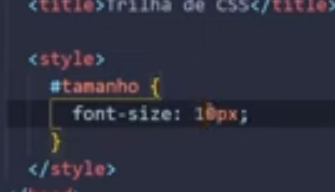 <title>Trilha de CSS</title>
<style>
#tamanho {
font-size: 10px;
}
</style>